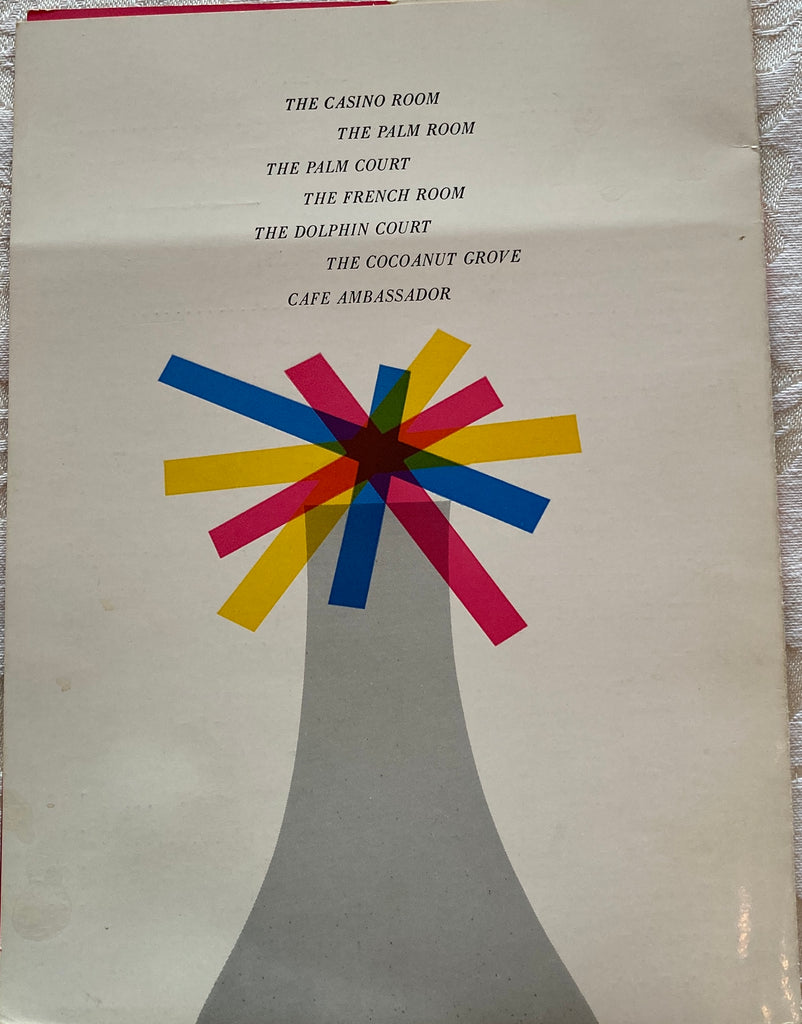 THE CASINO ROOM
THE PALM ROOM
THE PALM COURT
THE FRENCH ROOM
THE DOLPHIN COURT
THE COCOANUT GROVE
CAFE AMBASSADOR